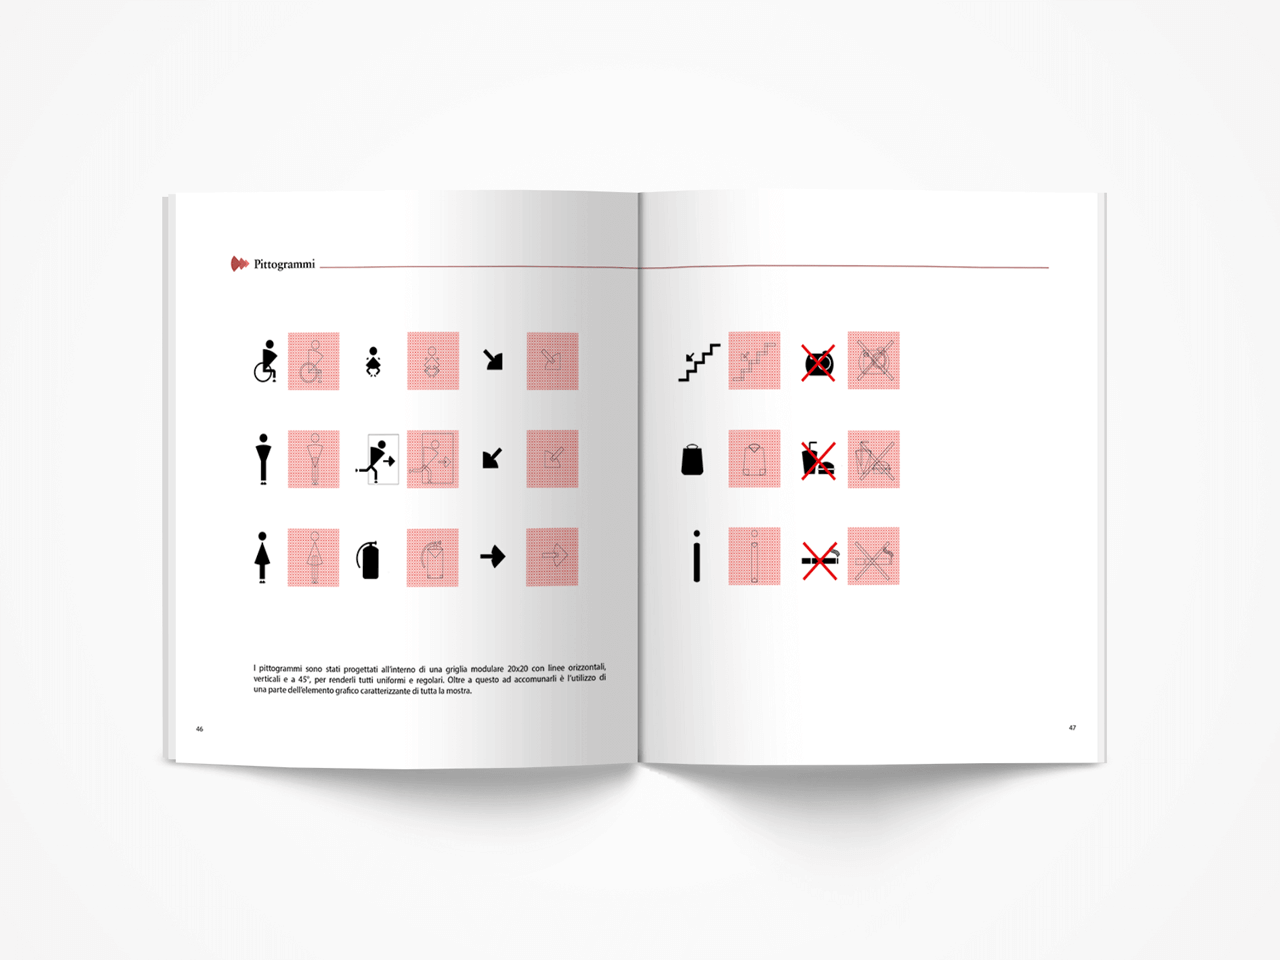 Pittogrammi
I pittogrammi sono stati progettati all'interno di una griglia modulare 20x20 con linee orizzontali,
verticali e a 45°, per renderli tutti uniformi e regolari. Oltre a questo ad accomunarli è l'utilizzo di
una parte dell'elemento grafico caratterizzante di tutta la mostra.
46
47